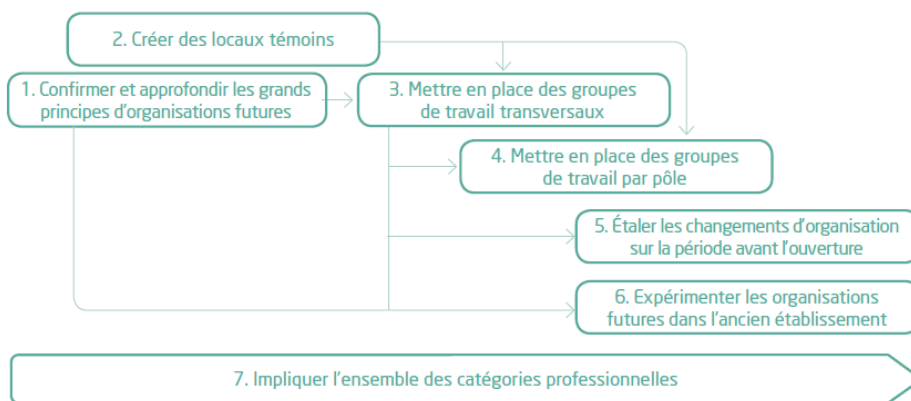 2. Créer des locaux témoins
1. Confirmer et approfondir les grands
principes d'organisations futures
3. Mettre en place des groupes
de travail transversaux
4. Mettre en place des groupes
de travail par pôle
5. Étaler les changements d'organisation
sur la période avant l'ouverture
6. Expérimenter les organisations
futures dans l'ancien établissement
7. Impliquer l'ensemble des catégories professionnelles